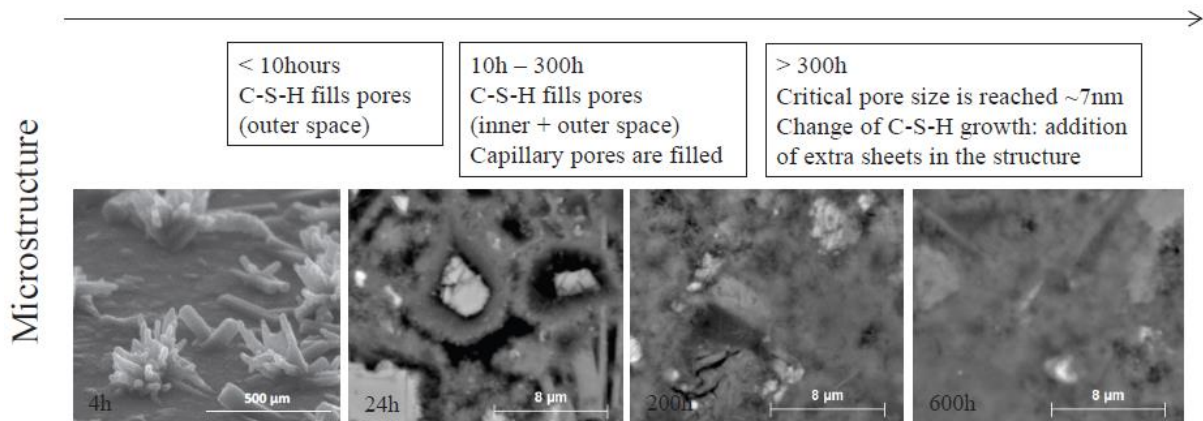 Microstructure
< 10hours
C-S-H fills pores
(outer space)
10h – 300h
C-S-H fills pores
(inner + outer space)
Capillary pores are filled
> 300h
Critical pore size is reached ~7nm
Change of C-S-H growth: addition
of extra sheets in the structure
4h
500 µm
24h
8 µm
200h
8 µm
600h
8 µm